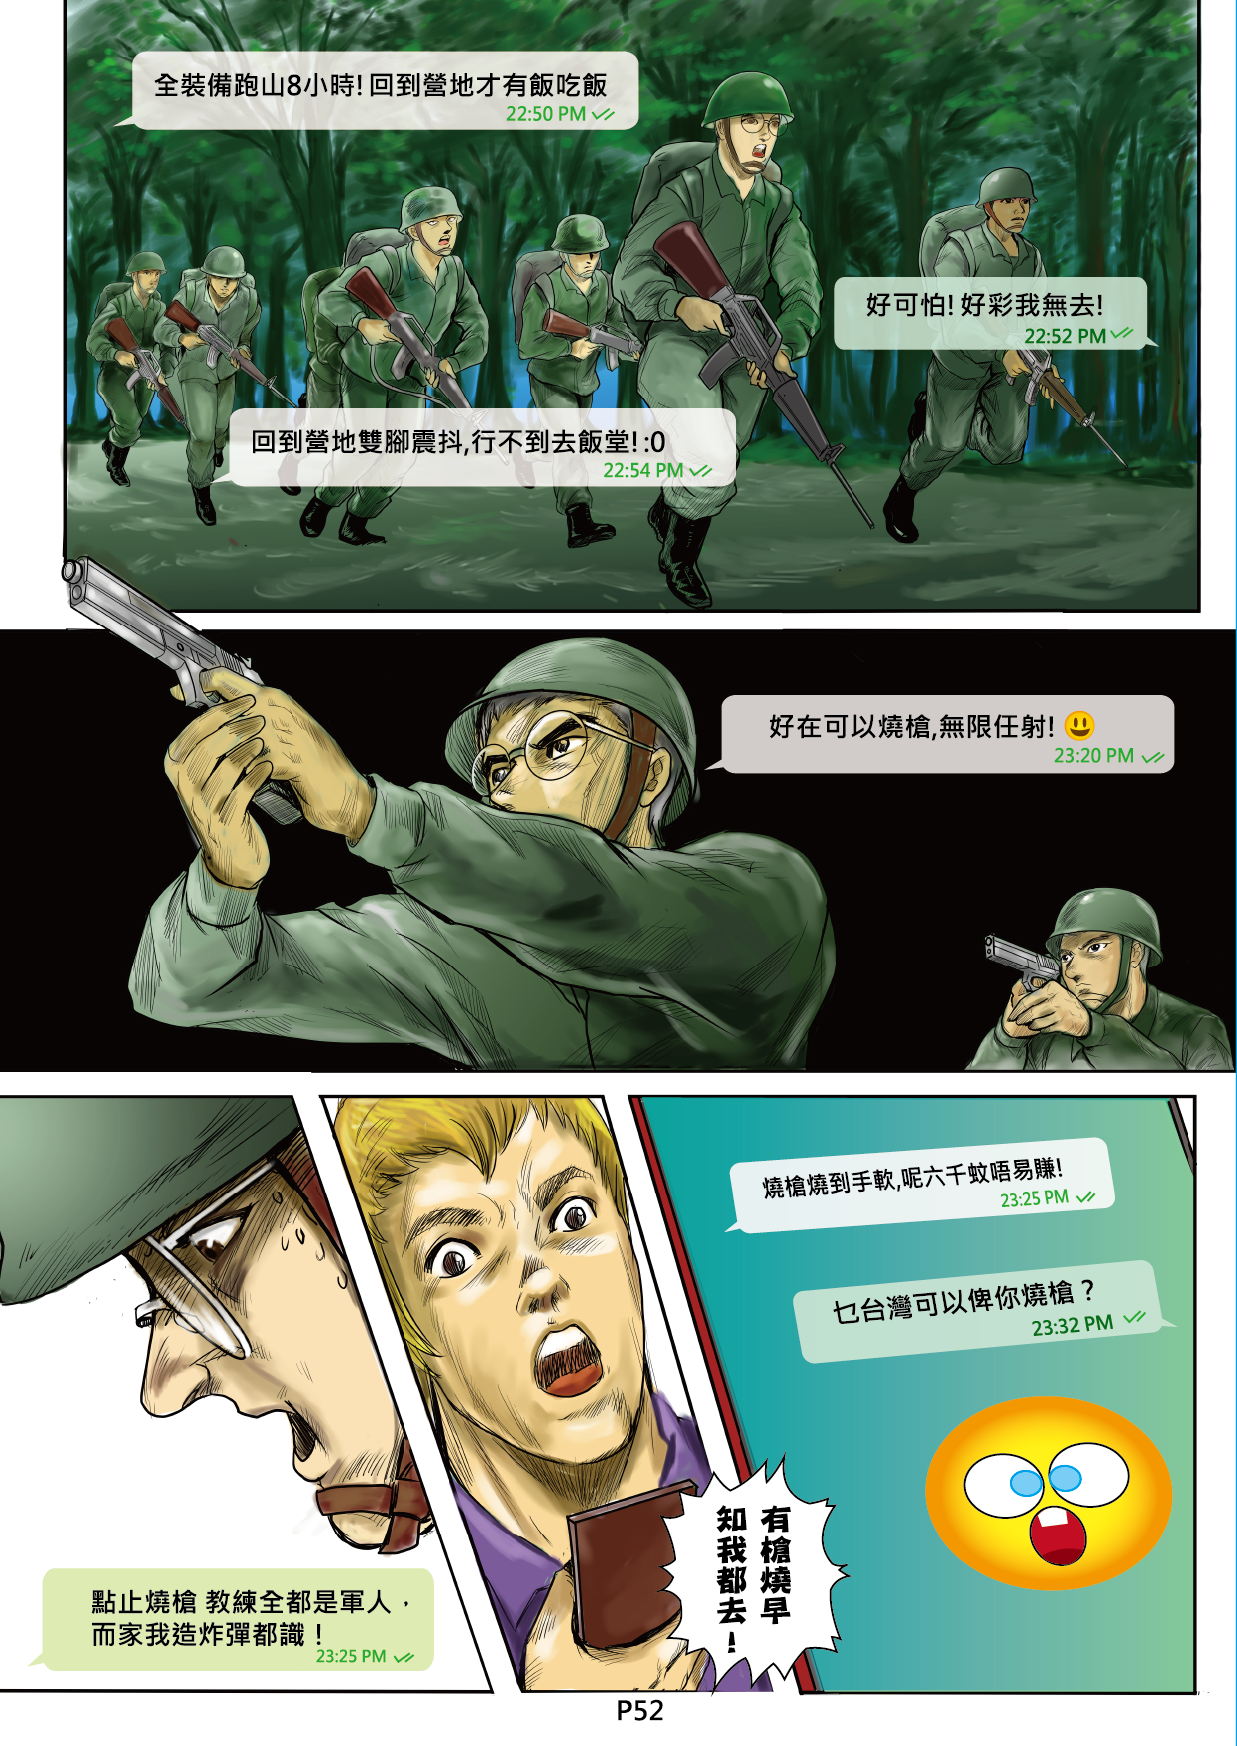 全裝備跑山8小時! 回到營地才有飯吃飯
22:50 PM
好可怕! 好彩我無去!
22:52 PM
回到營地雙腳震抖,行不到去飯堂! :0
22:54 PM
好在可以燒槍,無限任射! 😃
23:20 PM
燒槍燒到手軟,呢六千蚊唔易賺!
23:25 PM
乜台灣可以俾你燒槍？
23:32 PM
有槍燒早
知我都去!
點止燒槍 教練全都是軍人，
而家我造炸彈都識！
23:25 PM
P52